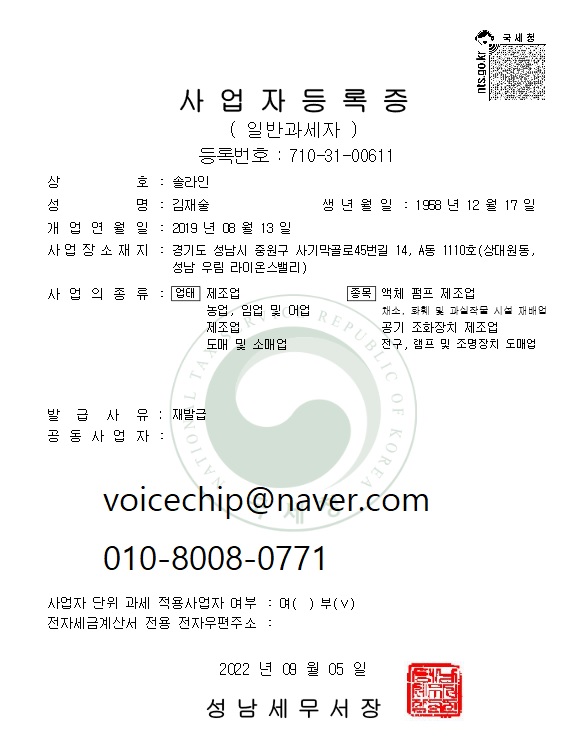 국세청
nts.go.kr
사업자등록증
( 일반과세자 )
등록번호 : 710-31-00611
상 호 : 솔라인
성 명 : 김재술 생 년 월 일 : 1958 년 12 월 17 일
개 업 연 월 일 : 2019 년 08 월 13 일
사 업 장 소 재 지 : 경기도 성남시 중원구 사기막골로45번길 14, A동 1110호(상대원동,
성남 우림 라이온스밸리)
사 업 의 종 류 : 업태 제조업 종목 액체 펌프 제조업
농업, 임업 및 어업 채소, 화훼 및 과실작물 시설 재배업
제조업 공기 조화장치 제조업
도매 및 소매업 전구, 램프 및 조명장치 도매업
NATIONAL TAX SERVICE REPUBLIC OF KOREA
발 급 사 유 : 재발급
공 동 사 업 자 :
voicechip@naver.com
국세청
010-8008-0771
사업자 단위 과세 적용사업자 여부 : 여( ) 부(∨)
전자세금계산서 전용 전자우편주소 :
2022 년 09 월 05 일
성남세무서장